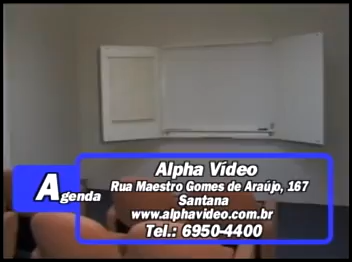 Agenda
Alpha Vídeo
Rua Maestro Gomes de Araújo, 167
Santana
www.alphavideo.com.br
Tel.: 6950-4400